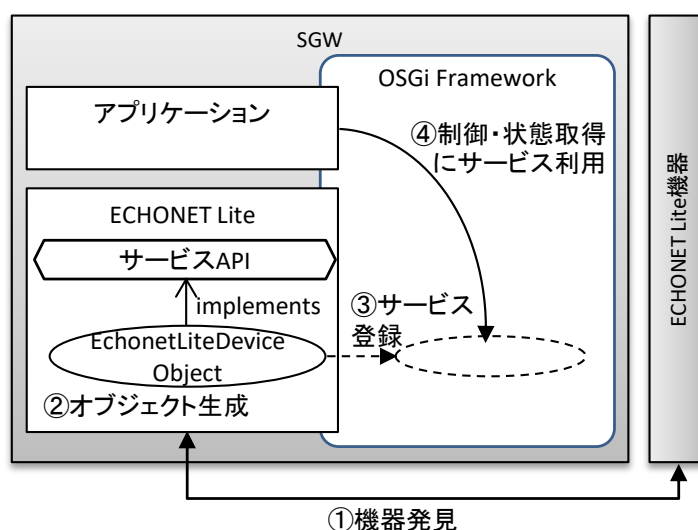 SGW
OSGi Framework
アプリケーション
④制御・状態取得
にサービス利用
ECHONET Lite
サービスAPI
implements
③サービス
登録
EchonetLiteDevice
Object
②オブジェクト生成
ECHONET Lite機器
①機器発見